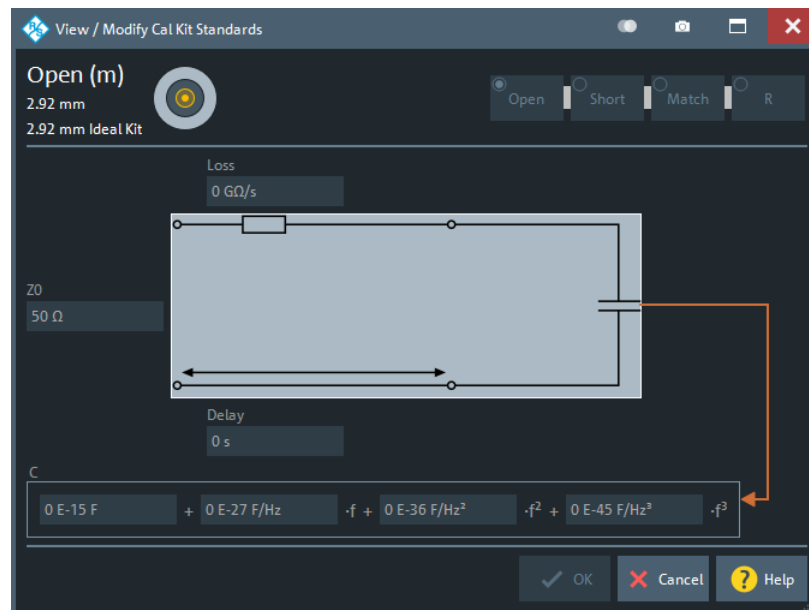 R&S View / Modify Cal Kit Standards
Open (m)
2.92 mm
2.92 mm Ideal Kit
Open Short Match R
Loss
0 GΩ/s
Z0
50 Ω
Delay
0 s
C
0 E-15 F + 0 E-27 F/Hz ·f + 0 E-36 F/Hz² ·f² + 0 E-45 F/Hz³ ·f³
OK Cancel ? Help